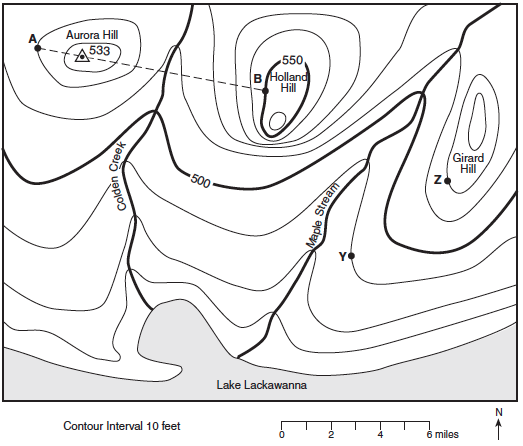 A
Aurora Hill
533
550
B
Holland
Hill
Girard
Hill
Z
Colden Creek
500
Maple Stream
Y
Lake Lackawanna
Contour Interval 10 feet
0 2 4 6 miles
N